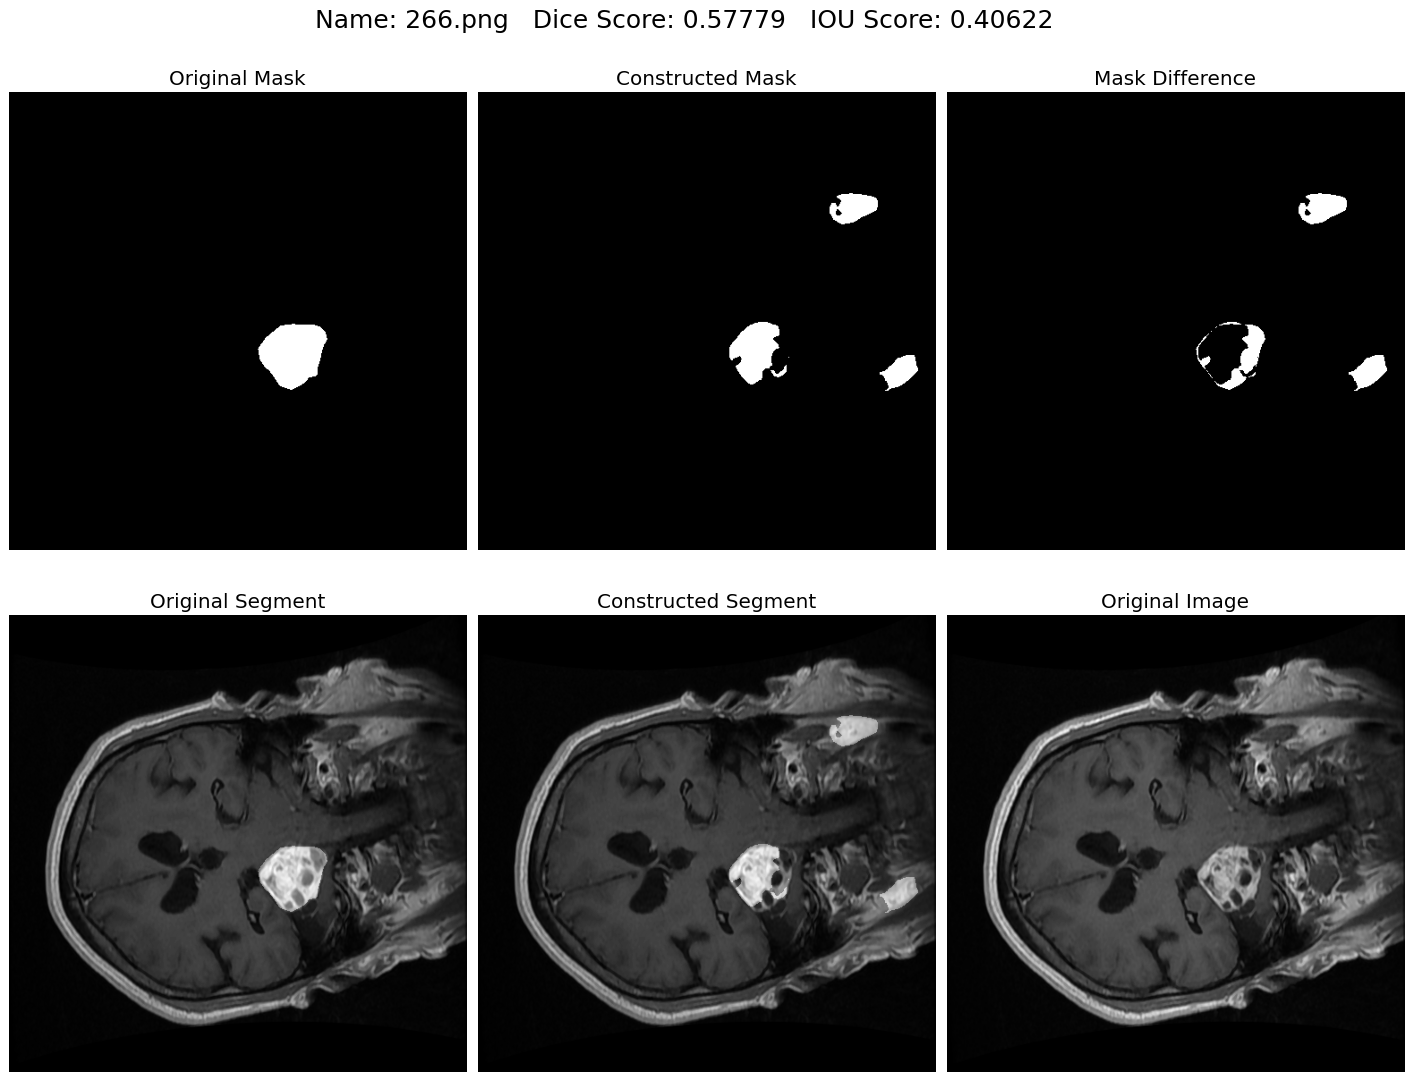 Name: 266.png   Dice Score: 0.57779   IOU Score: 0.40622
Original Mask
Constructed Mask
Mask Difference
Original Segment
Constructed Segment
Original Image